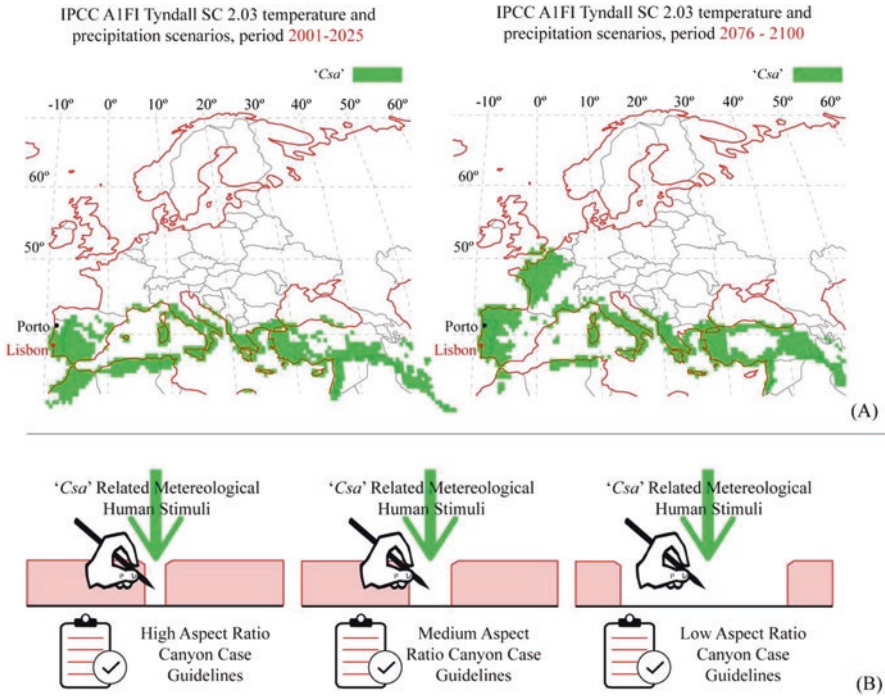 IPCC A1FI Tyndall SC 2.03 temperature and
precipitation scenarios, period 2001-2025
'Csa'
-10º 0º 10º 20º 30º 40º 50º 60º
60º
50º
Porto
Lisbon
IPCC A1FI Tyndall SC 2.03 temperature and
precipitation scenarios, period 2076 - 2100
'Csa'
-10º 0º 10º 20º 30º 40º 50º 60º
60º
50º
Porto
Lisbon
(A)
'Csa' Related Metereological
Human Stimuli
High Aspect Ratio
Canyon Case
Guidelines
'Csa' Related Metereological
Human Stimuli
Medium Aspect
Ratio Canyon Case
Guidelines
'Csa' Related Metereological
Human Stimuli
Low Aspect Ratio
Canyon Case
Guidelines
(B)